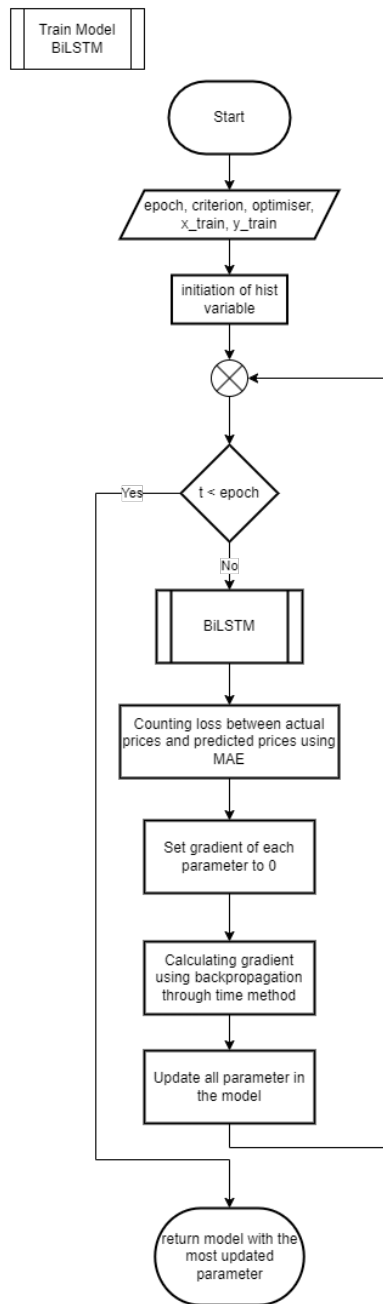 Train Model
BiLSTM
Start
epoch, criterion, optimiser,
x_train, y_train
initiation of hist
variable
t < epoch
Yes
No
BiLSTM
Counting loss between actual
prices and predicted prices using
MAE
Set gradient of each
parameter to 0
Calculating gradient
using backpropagation
through time method
Update all parameter in
the model
return model with the
most updated
parameter